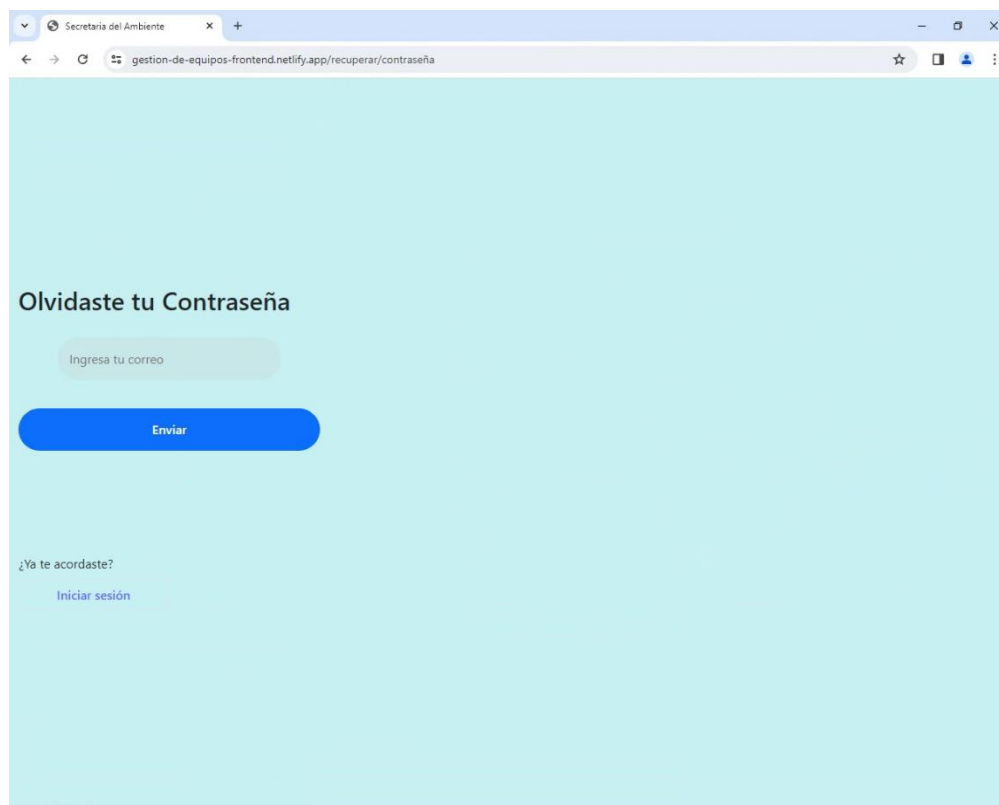 Secretaria del Ambiente
gestion-de-equipos-frontend.netlify.app/recuperar/contraseña
Olvidaste tu Contraseña
Ingresa tu correo
Enviar
¿Ya te acordaste?
Iniciar sesión